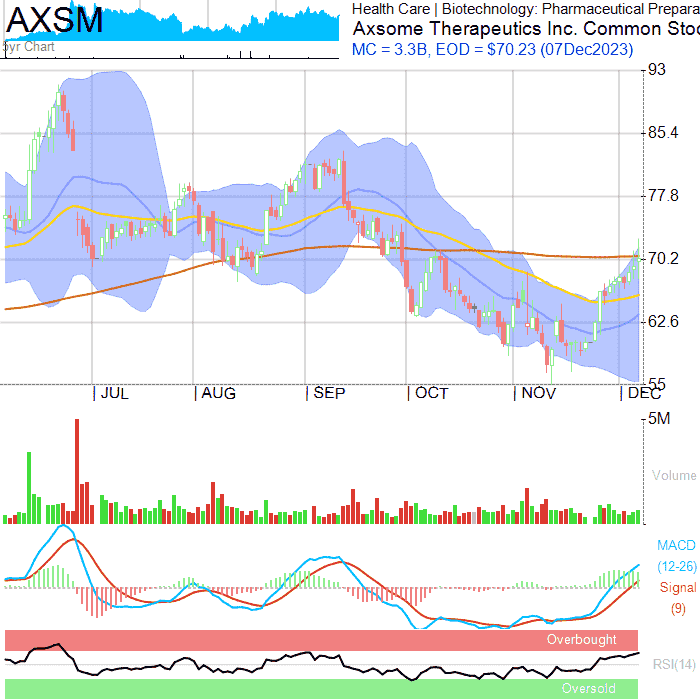 AXSM
5yr Chart
Health Care | Biotechnology: Pharmaceutical Prepara
Axsome Therapeutics Inc. Common Stoc
MC = 3.3B, EOD = $70.23 (07Dec2023)
93
85.4
77.8
70.2
62.6
55
JUL
AUG
SEP
OCT
NOV
DEC
5M
Volume
MACD
(12-26)
Signal
(9)
Overbought
RSI(14)
Oversold